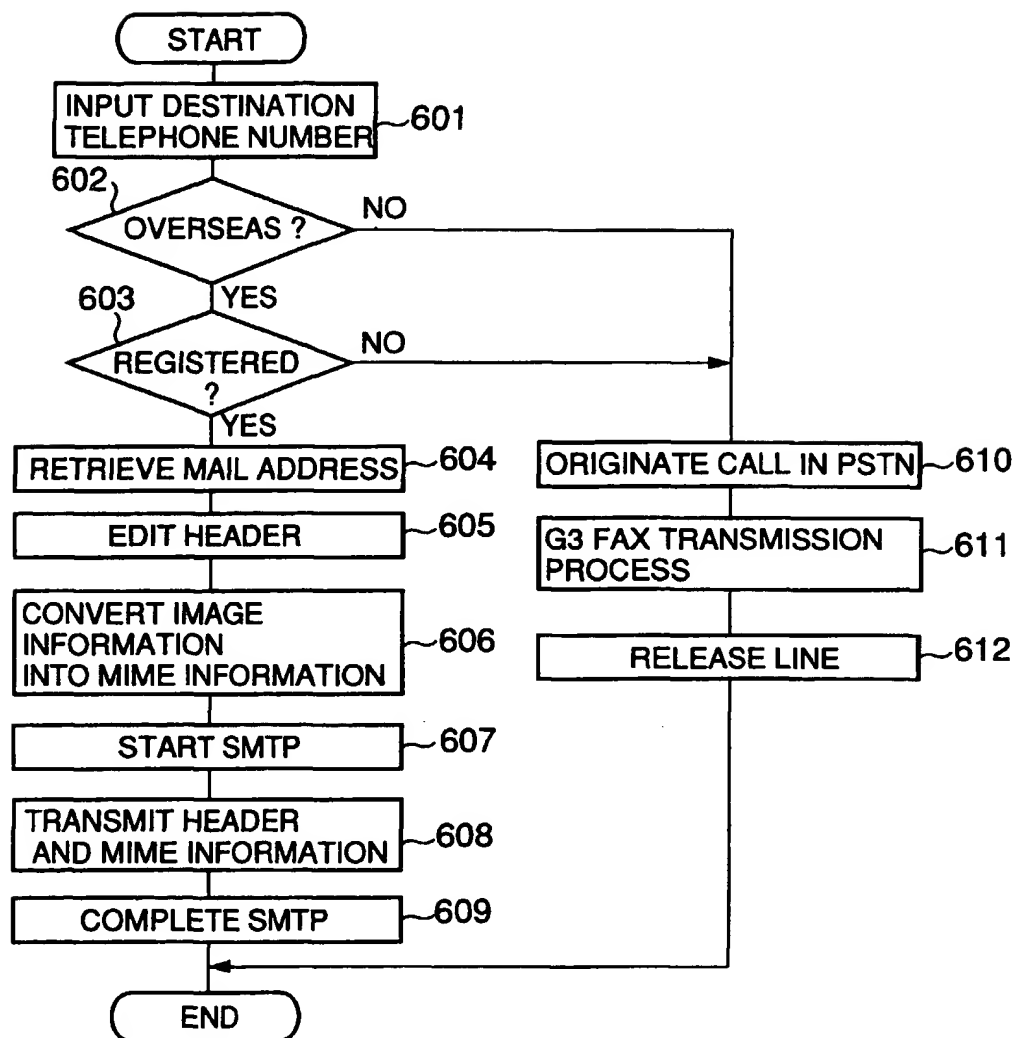 START
INPUT DESTINATION
TELEPHONE NUMBER
601
602
OVERSEAS ?
NO
YES
603
REGISTERED
?
NO
YES
RETRIEVE MAIL ADDRESS
604
EDIT HEADER
605
CONVERT IMAGE
INFORMATION
INTO MIME INFORMATION
606
START SMTP
607
TRANSMIT HEADER
AND MIME INFORMATION
608
COMPLETE SMTP
609
ORIGINATE CALL IN PSTN
610
G3 FAX TRANSMISSION
PROCESS
611
RELEASE LINE
612
END